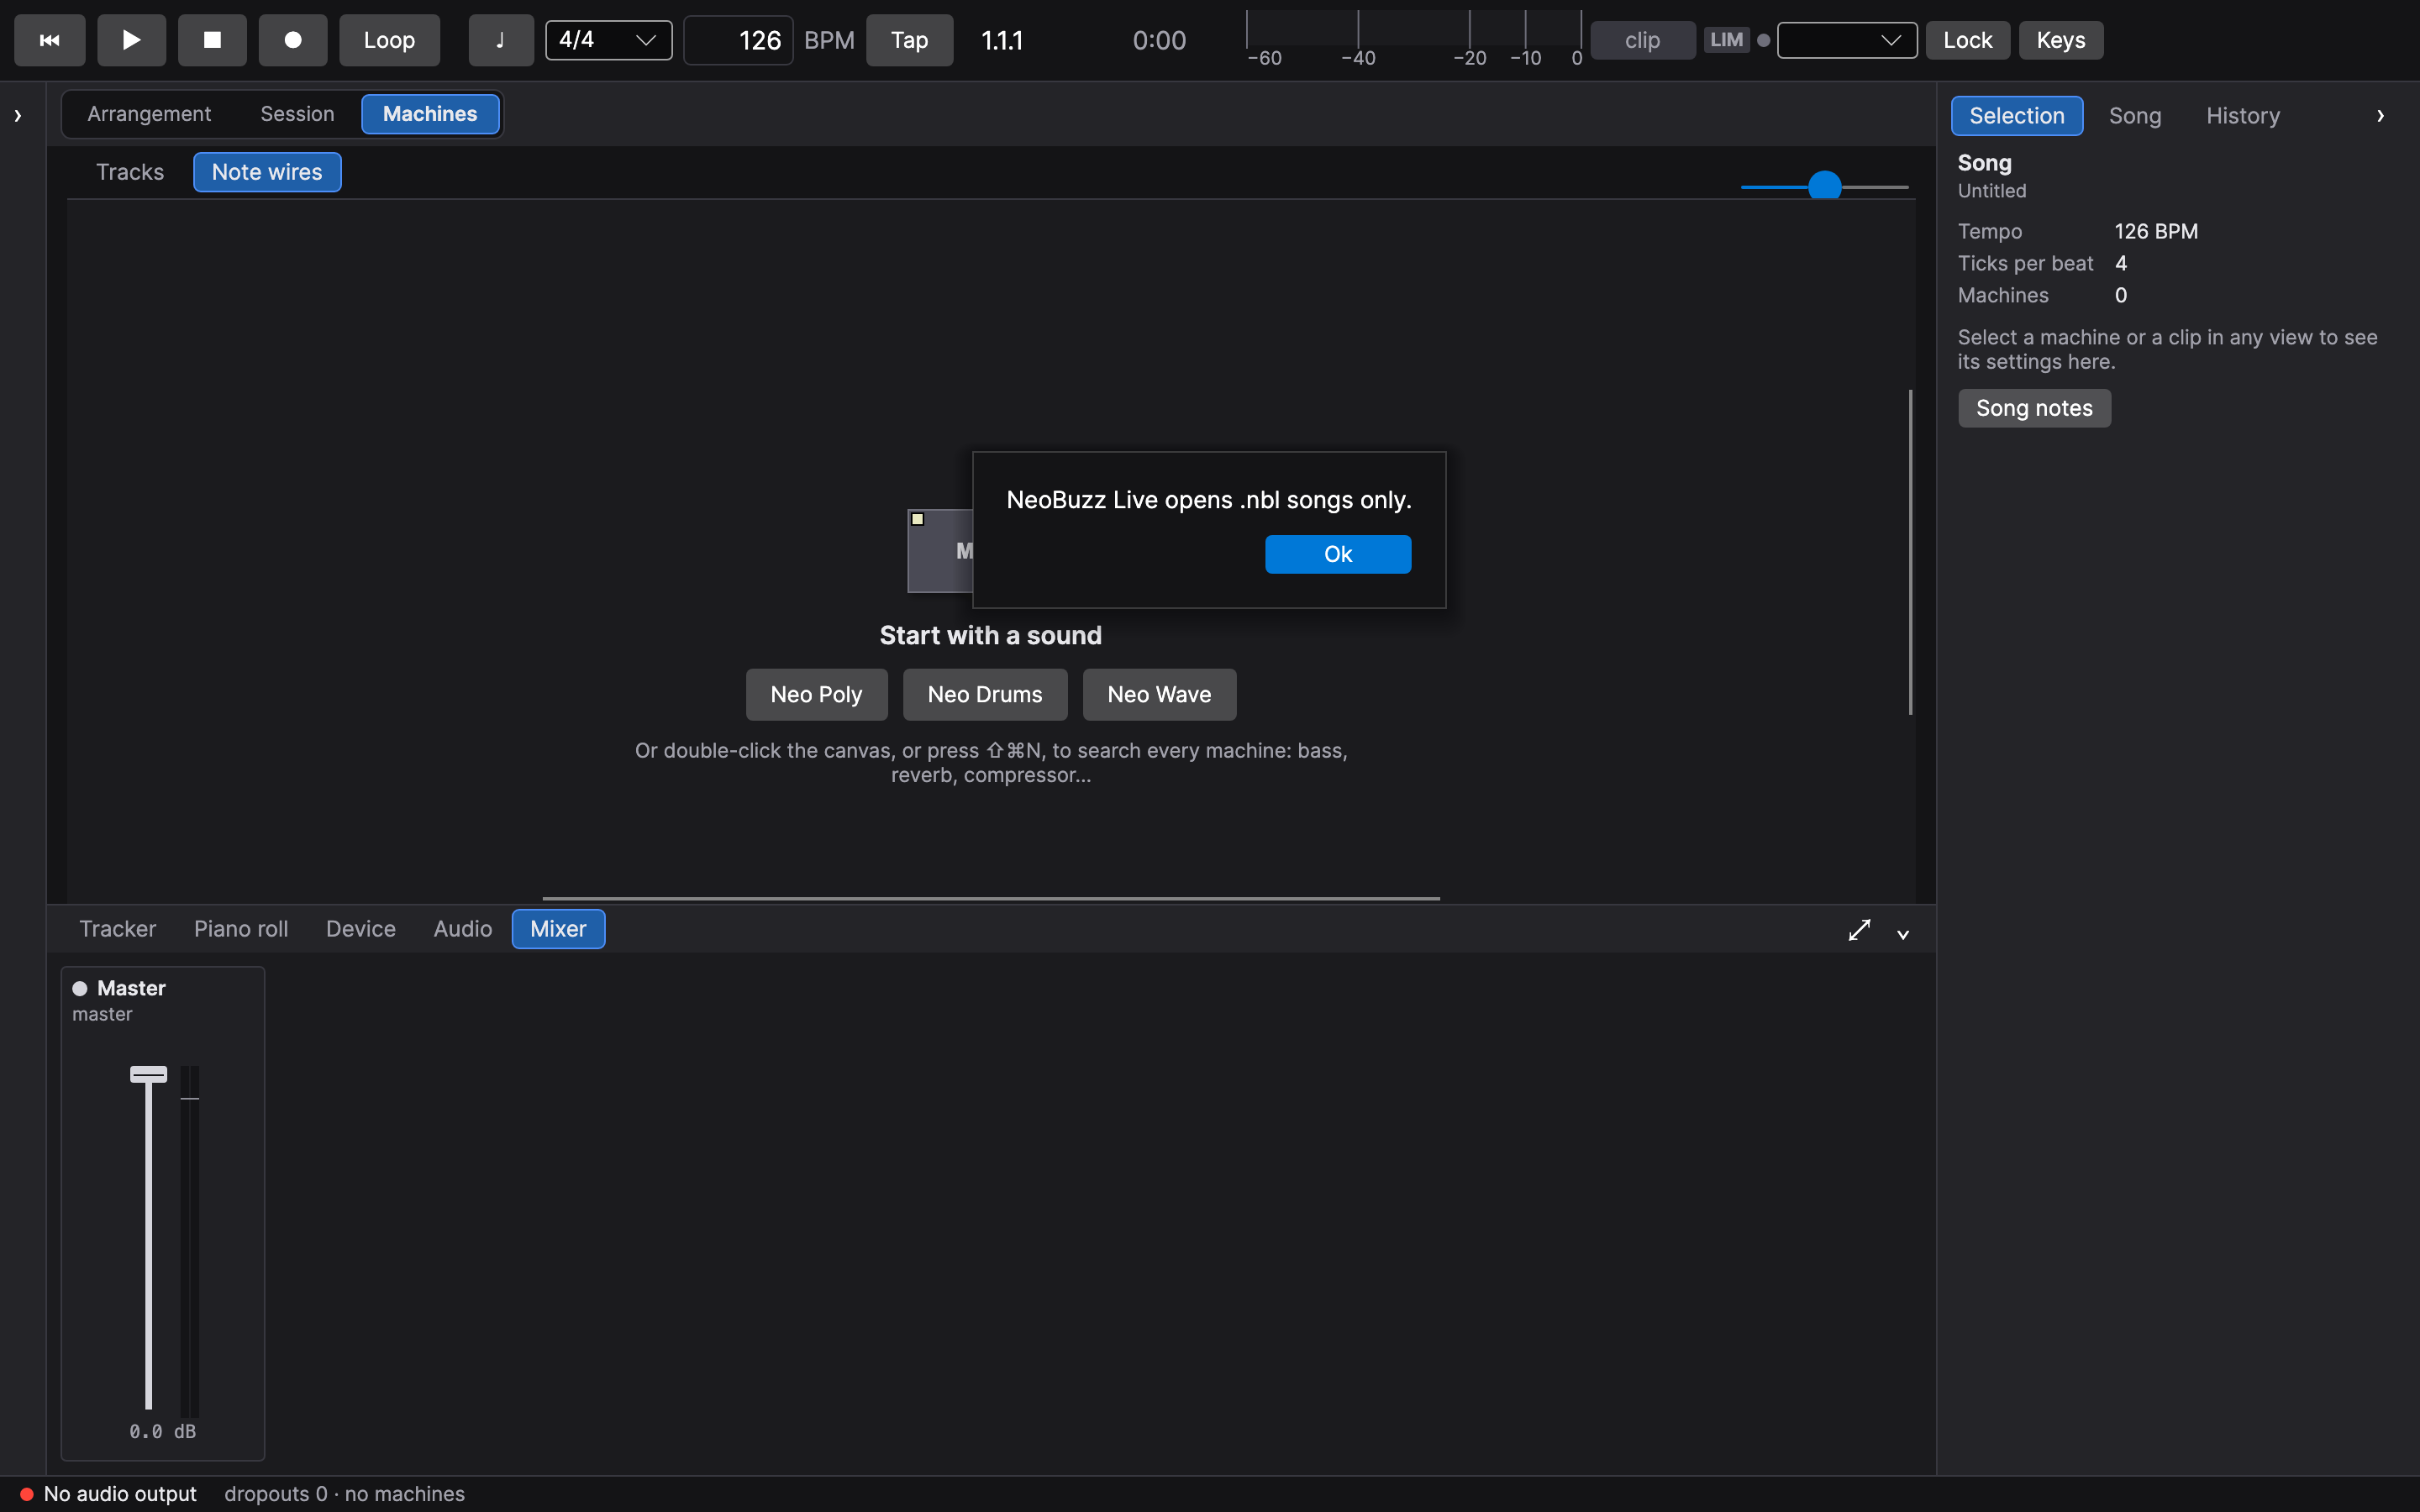 Loop
4/4
126 BPM
Tap
1.1.1
0:00
−60 −40 −20 −10 0
clip
LIM
Lock
Keys
Arrangement Session Machines
Selection Song History
Tracks Note wires
Song
Untitled
Tempo 126 BPM
Ticks per beat 4
Machines 0
Select a machine or a clip in any view to see
its settings here.
Song notes
NeoBuzz Live opens .nbl songs only.
Ok
M
Start with a sound
Neo Poly Neo Drums Neo Wave
Or double-click the canvas, or press ⇧⌘N, to search every machine: bass,
reverb, compressor...
Tracker Piano roll Device Audio Mixer
Master
master
0.0 dB
No audio output dropouts 0 · no machines